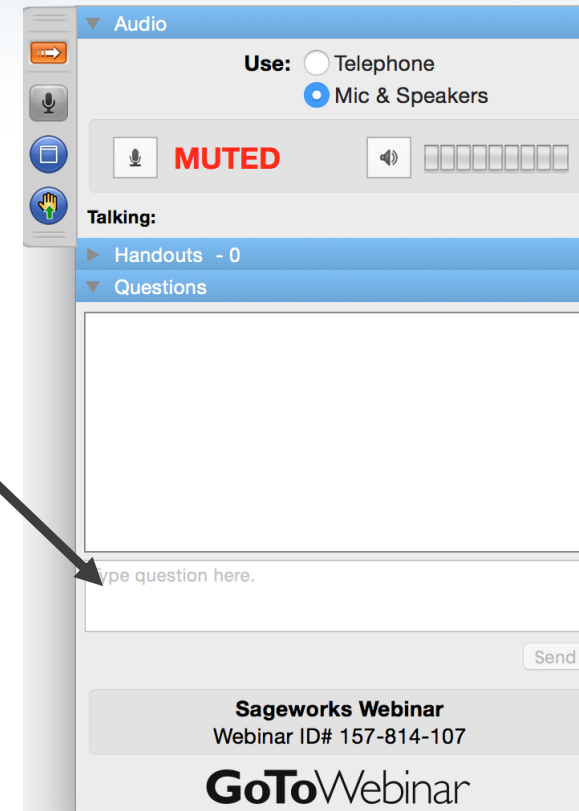 Audio
Use: Telephone
Mic & Speakers
MUTED
Talking:
Handouts - 0
Questions
Type question here.
Send
Sageworks Webinar
Webinar ID# 157-814-107
GoToWebinar